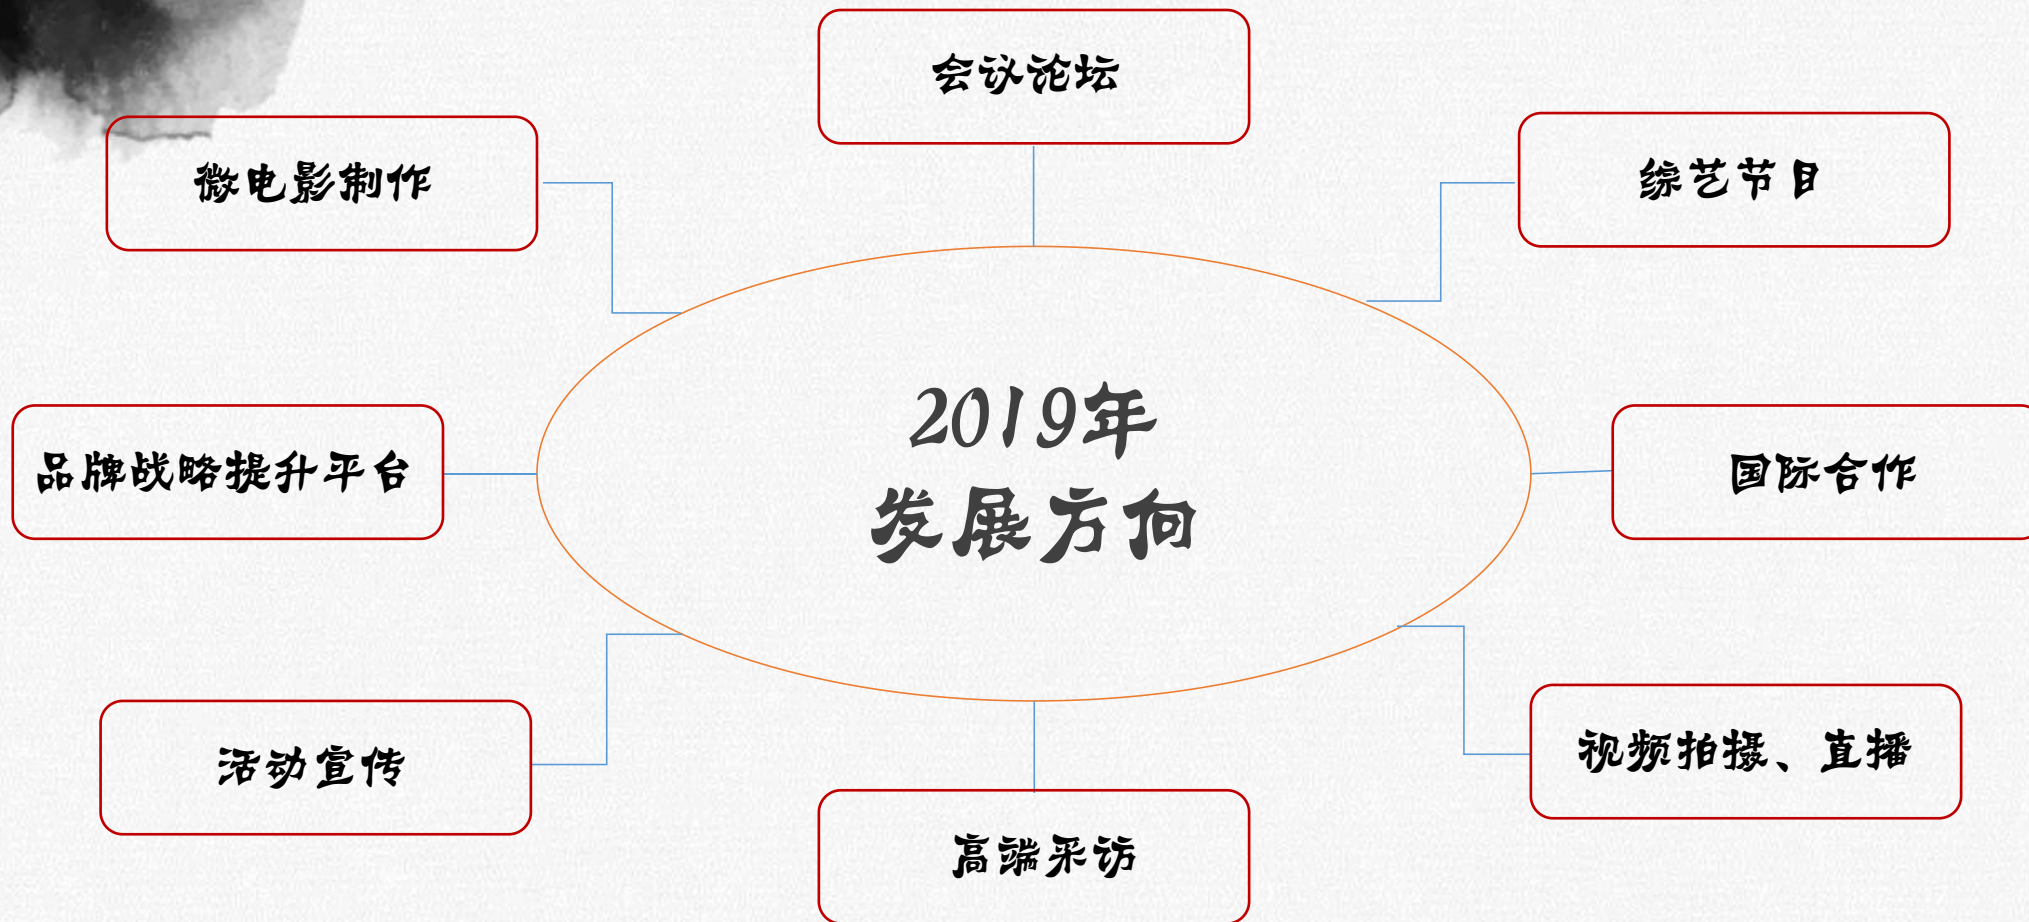 会议论坛
微电影制作
综艺节目
2019年
发展方向
品牌战略提升平台
国际合作
活动宣传
视频拍摄、直播
高端采访